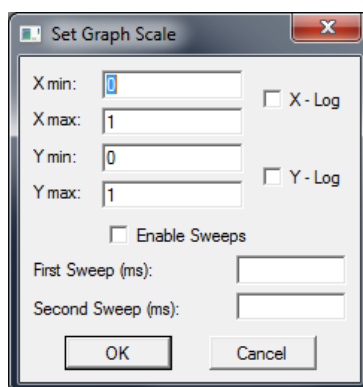 Set Graph Scale
X min: 0
X max: 1
X - Log
Y min: 0
Y max: 1
Y - Log
Enable Sweeps
First Sweep (ms):
Second Sweep (ms):
OK Cancel